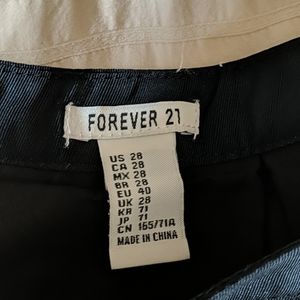 FOREVER 21
US 28
CA 28
MX 28
BR 28
EU 40
UK 28
KR 71
JP 71
CN 165/71A
MADE IN CHINA